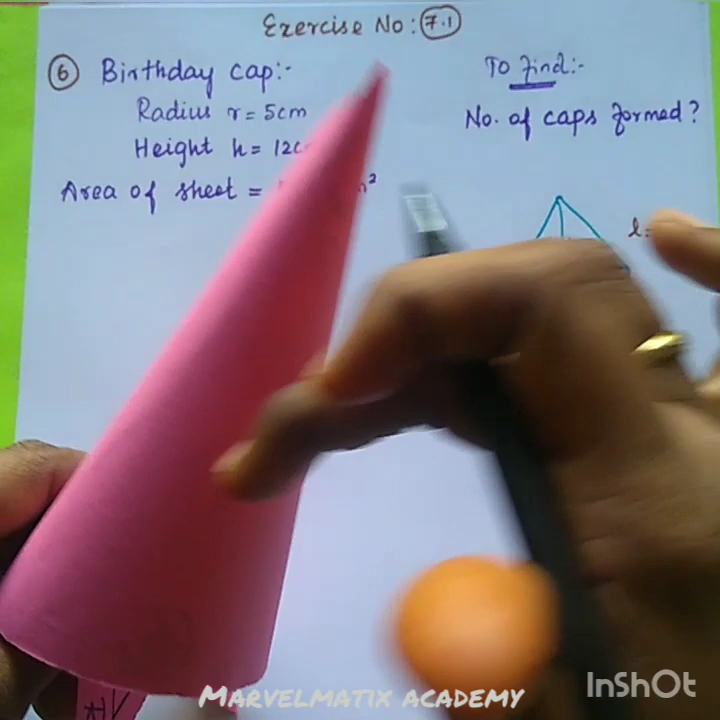 Exercise No: 7.1
6 Birthday cap:-
To find:-
Radius r = 5cm
No. of caps formed?
Height h = 12c
Area of sheet =
l =
MARVELMATIX ACADEMY
InShOt